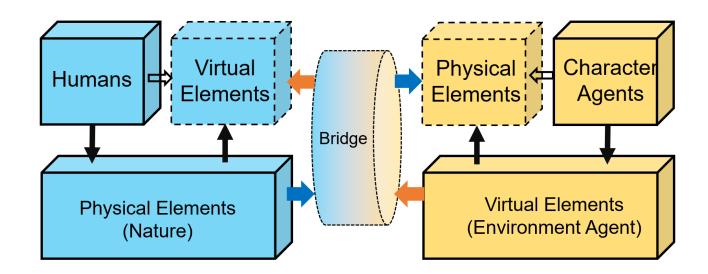 Humans
Virtual
Elements
Bridge
Physical
Elements
Character
Agents
Physical Elements
(Nature)
Virtual Elements
(Environment Agent)